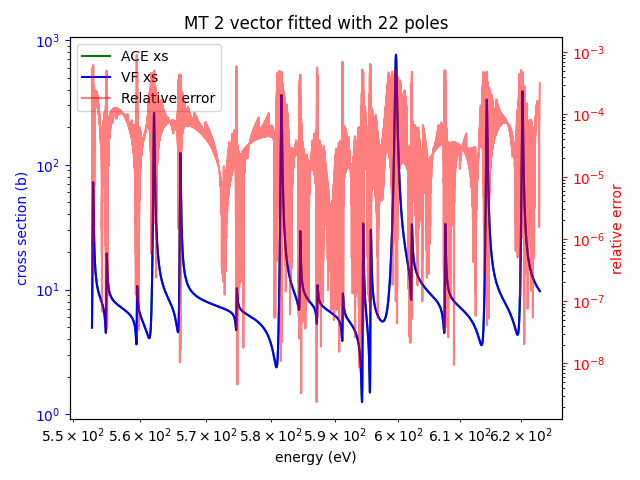 MT 2 vector fitted with 22 poles
ACE xs
VF xs
Relative error
10³
10²
10¹
10⁰
cross section (b)
10⁻³
10⁻⁴
10⁻⁵
10⁻⁶
10⁻⁷
10⁻⁸
relative error
5.5 × 10² 5.6 × 10² 5.7 × 10² 5.8 × 10² 5.9 × 10² 6 × 10² 6.1 × 10² 6.2 × 10²
energy (eV)